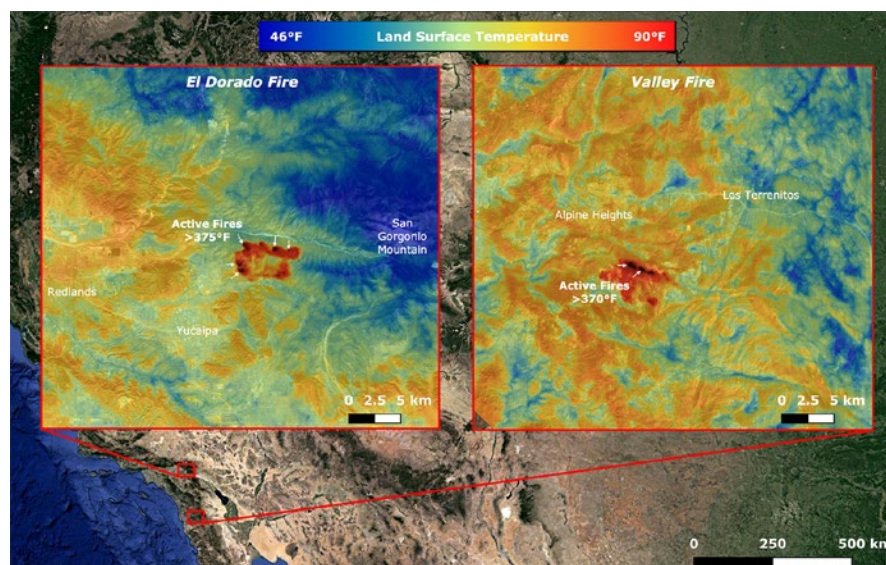 46°F Land Surface Temperature 90°F
El Dorado Fire
Active Fires
>375°F
San
Gorgonio
Mountain
Redlands
Yucaipa
0 2.5 5 km
Valley Fire
Los Terrenitos
Alpine Heights
Active Fires
>370°F
0 2.5 5 km
0 250 500 km